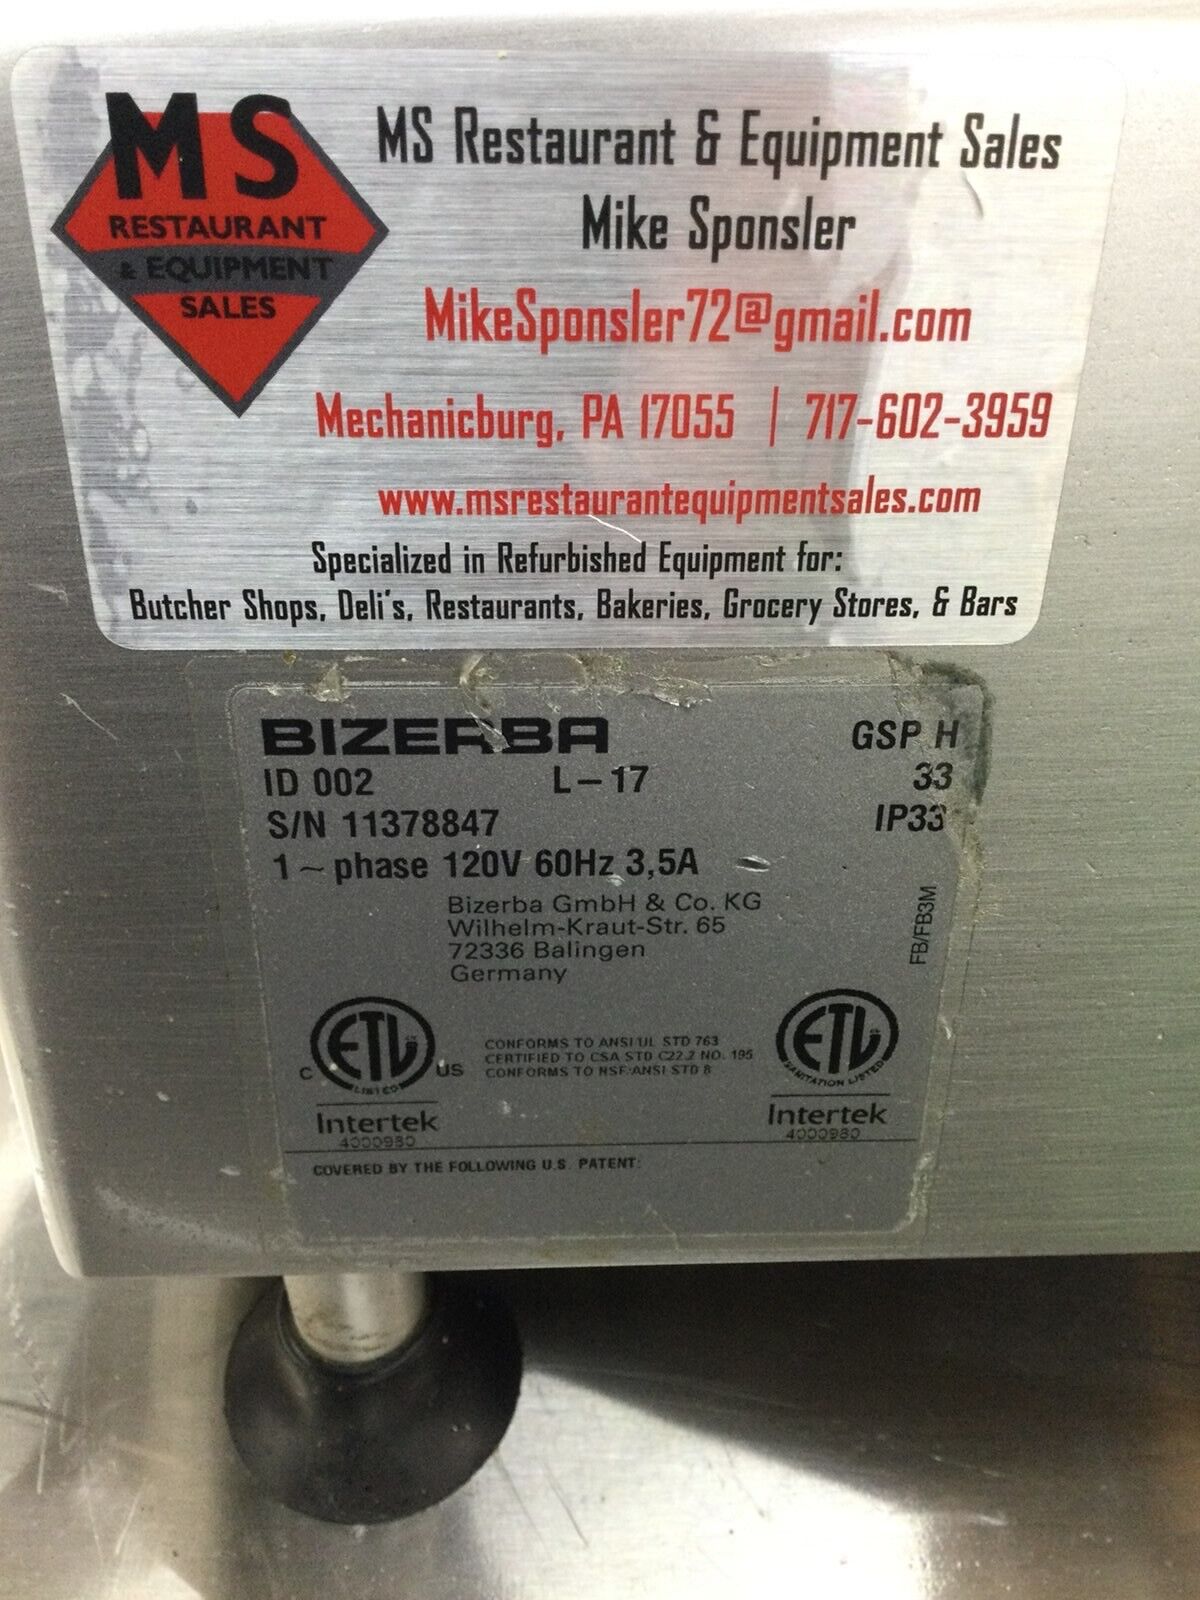 MS
RESTAURANT
& EQUIPMENT
SALES
MS Restaurant & Equipment Sales
Mike Sponsler
MikeSponsler72@gmail.com
Mechanicburg, PA 17055 | 717-602-3959
www.msrestaurantequipmentsales.com
Specialized in Refurbished Equipment for:
Butcher Shops, Deli's, Restaurants, Bakeries, Grocery Stores, & Bars
BIZERBA GSP H
ID 002 L-17 33
S/N 11378847 IP33
1~phase 120V 60Hz 3,5A
Bizerba GmbH & Co. KG
Wilhelm-Kraut-Str. 65
72336 Balingen
Germany
FB/FB3M
ETL
LISTED
C US
Intertek
4000980
CONFORMS TO ANSI UL STD 763
CERTIFIED TO CSA STD C22.2 NO. 195
CONFORMS TO NSF/ANSI STD 8
ETL
SANITATION LISTED
Intertek
4000980
COVERED BY THE FOLLOWING U.S. PATENT: